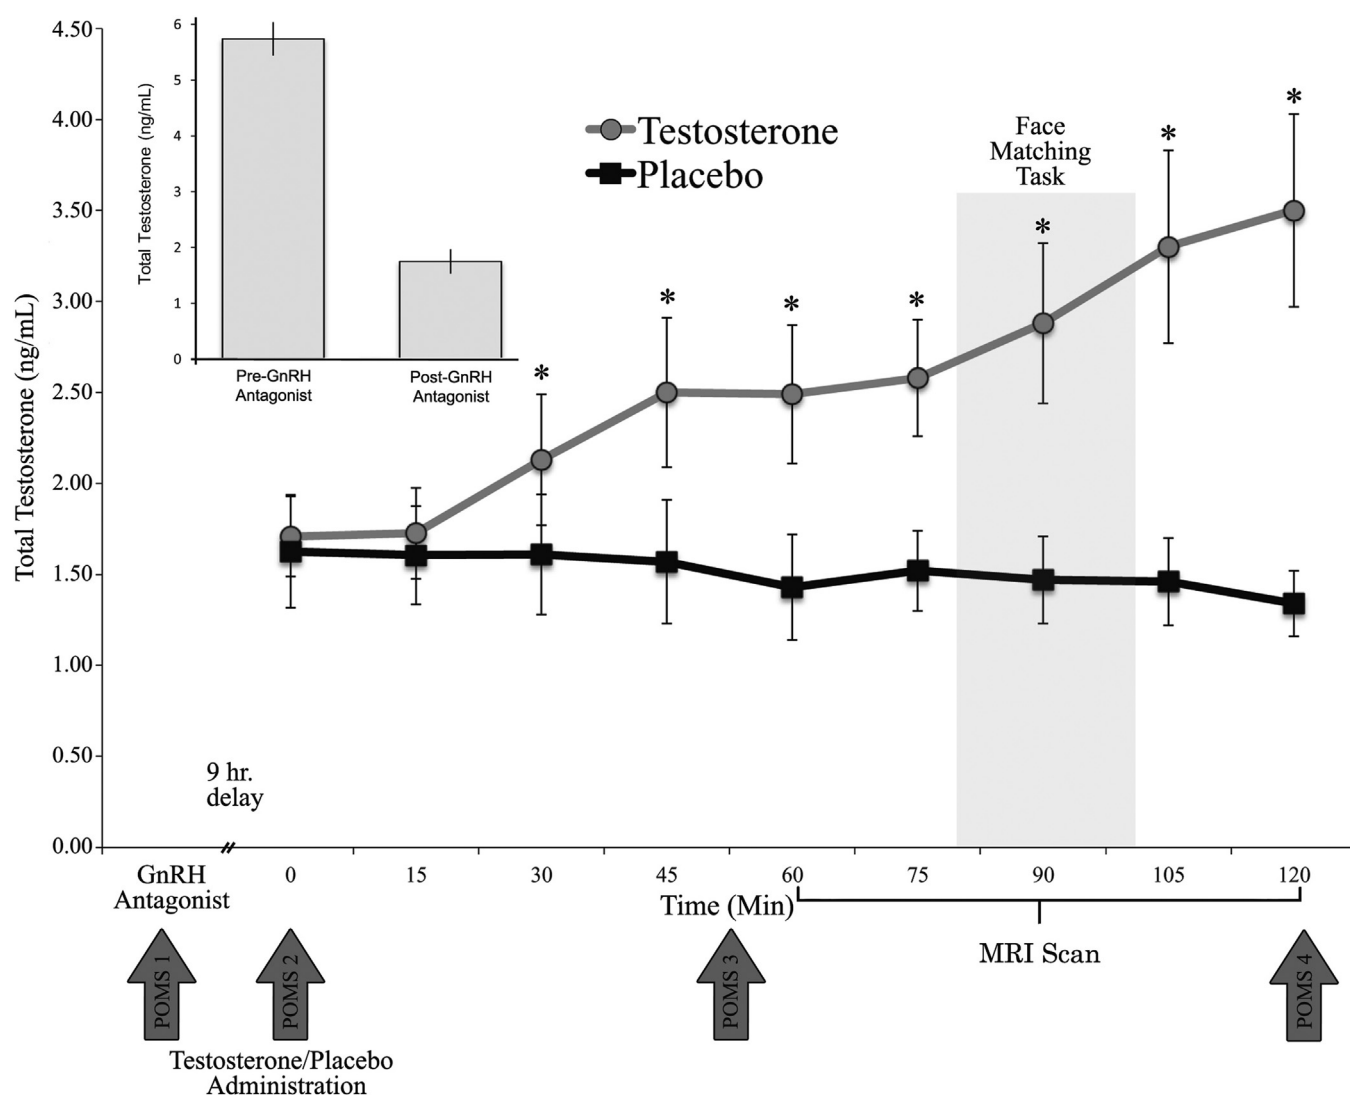 4.50
4.00
3.50
3.00
2.50
2.00
1.50
1.00
0.50
0.00
Total Testosterone (ng/mL)
6
5
4
3
2
1
0
Total Testosterone (ng/mL)
Pre-GnRH
Antagonist
Post-GnRH
Antagonist
Testosterone
Placebo
Face
Matching
Task
*
*
*
*
*
*
*
9 hr.
delay
GnRH
Antagonist
0 15 30 45 60 75 90 105 120
Time (Min)
MRI Scan
POMS 1
POMS 2
POMS 3
POMS 4
Testosterone/Placebo
Administration